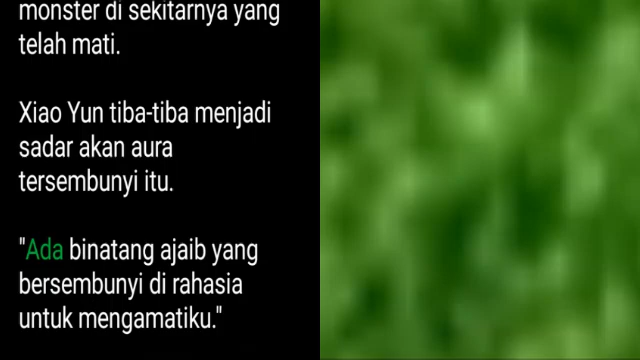 monster di sekitarnya yang
telah mati.
Xiao Yun tiba-tiba menjadi
sadar akan aura
tersembunyi itu.
"Ada binatang ajaib yang
bersembunyi di rahasia
untuk mengamatiku."